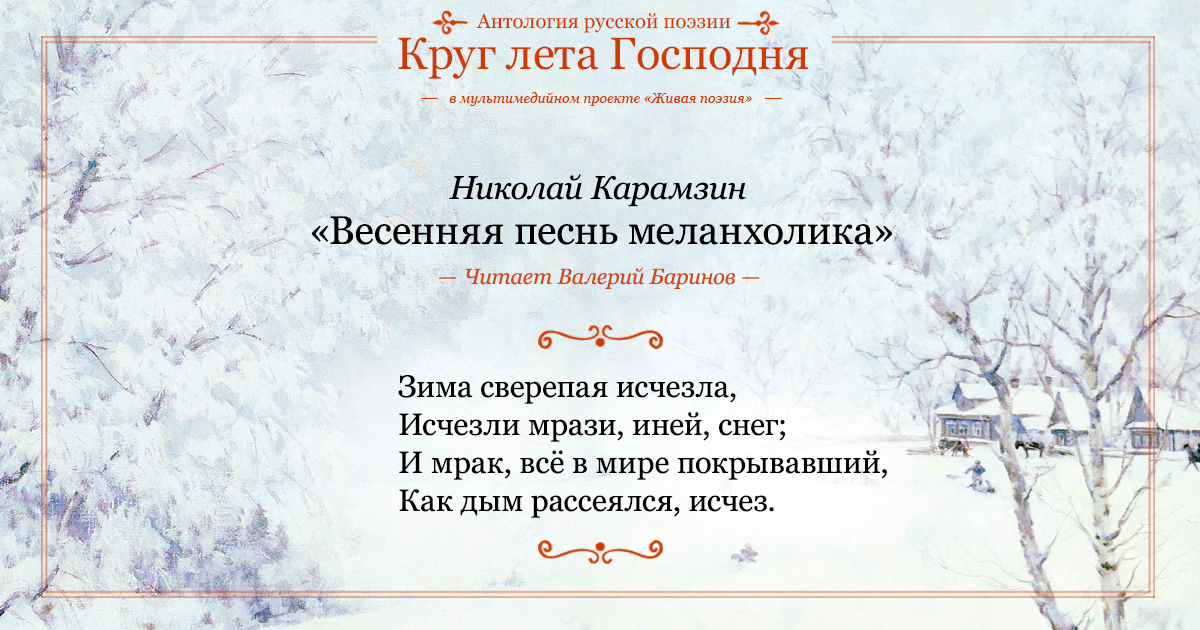 Антология русской поэзии
Круг лета Господня
— в мультимедийном проекте «Живая поэзия» —
Николай Карамзин
«Весенняя песнь меланхолика»
— Читает Валерий Баринов —
Зима сверепая исчезла,
Исчезли мрази, иней, снег;
И мрак, всё в мире покрывавший,
Как дым рассеялся, исчез.